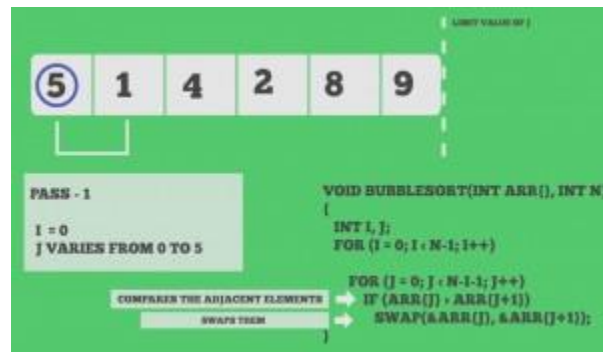 LIMIT VALUE OF J
5 1 4 2 8 9
PASS - 1
I = 0
J VARIES FROM 0 TO 5
VOID BUBBLESORT(INT ARR[], INT N
{
INT I, J;
FOR (I = 0; I < N-1; I++)
FOR (J = 0; J < N-I-1; J++)
COMPARES THE ADJACENT ELEMENTS
IF (ARR[J] > ARR[J+1])
SWAPS THEM
SWAP(&ARR[J], &ARR[J+1]);
}